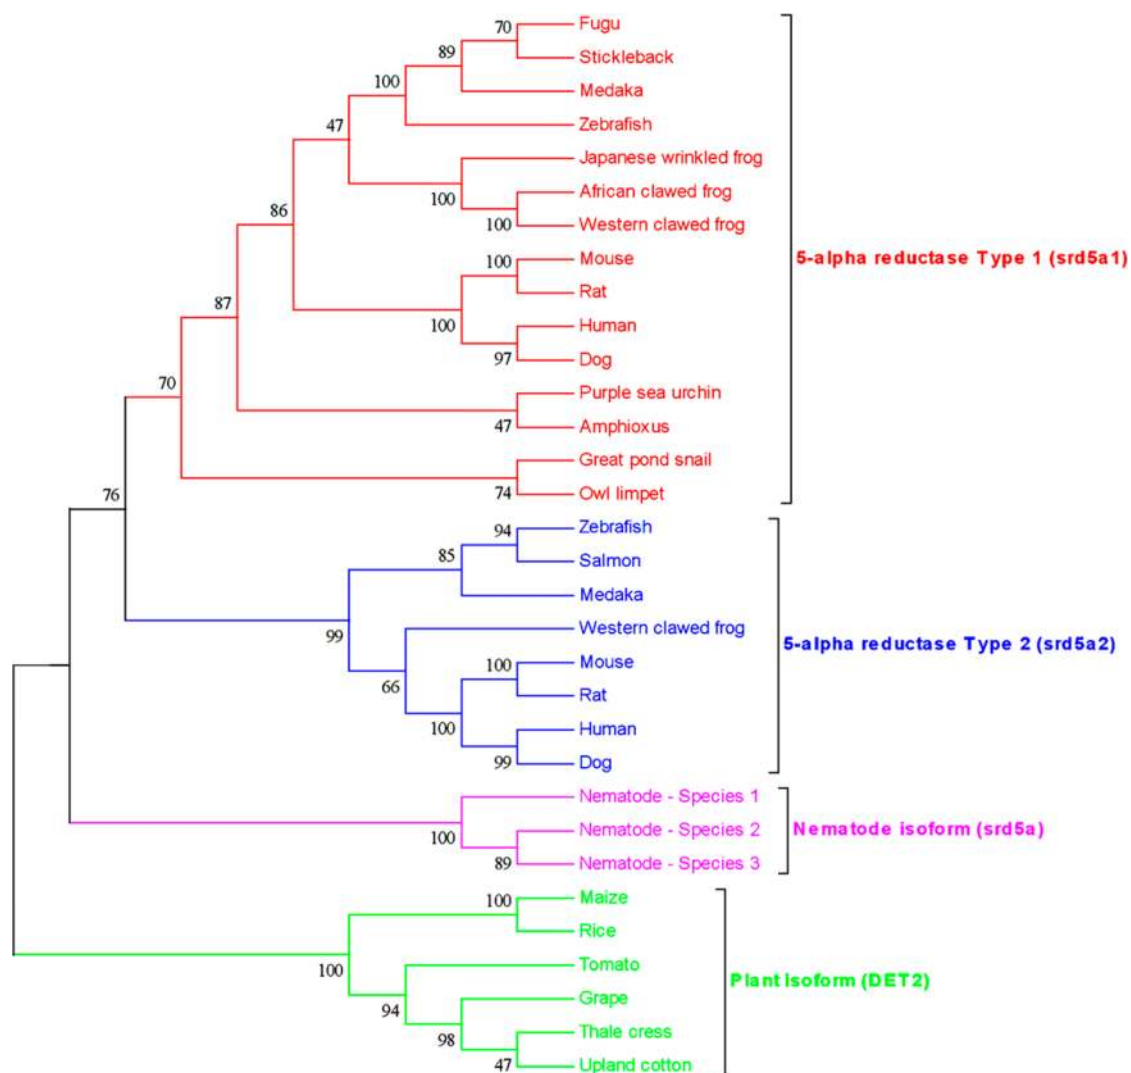 70
Fugu
89
Stickleback
100
Medaka
47
Zebrafish
Japanese wrinkled frog
100
African clawed frog
86
100
Western clawed frog
5-alpha reductase Type 1 (srd5a1)
100
Mouse
87
Rat
100
Human
97
Dog
70
Purple sea urchin
47
Amphioxus
Great pond snail
76
74
Owl limpet
94
Zebrafish
85
Salmon
Medaka
99
Western clawed frog
5-alpha reductase Type 2 (srd5a2)
100
Mouse
66
Rat
100
Human
99
Dog
Nematode - Species 1
100
Nematode - Species 2
Nematode isoform (srd5a)
89
Nematode - Species 3
100
Maize
Rice
100
Tomato
Plant isoform (DET2)
94
Grape
98
Thale cress
47
Upland cotton